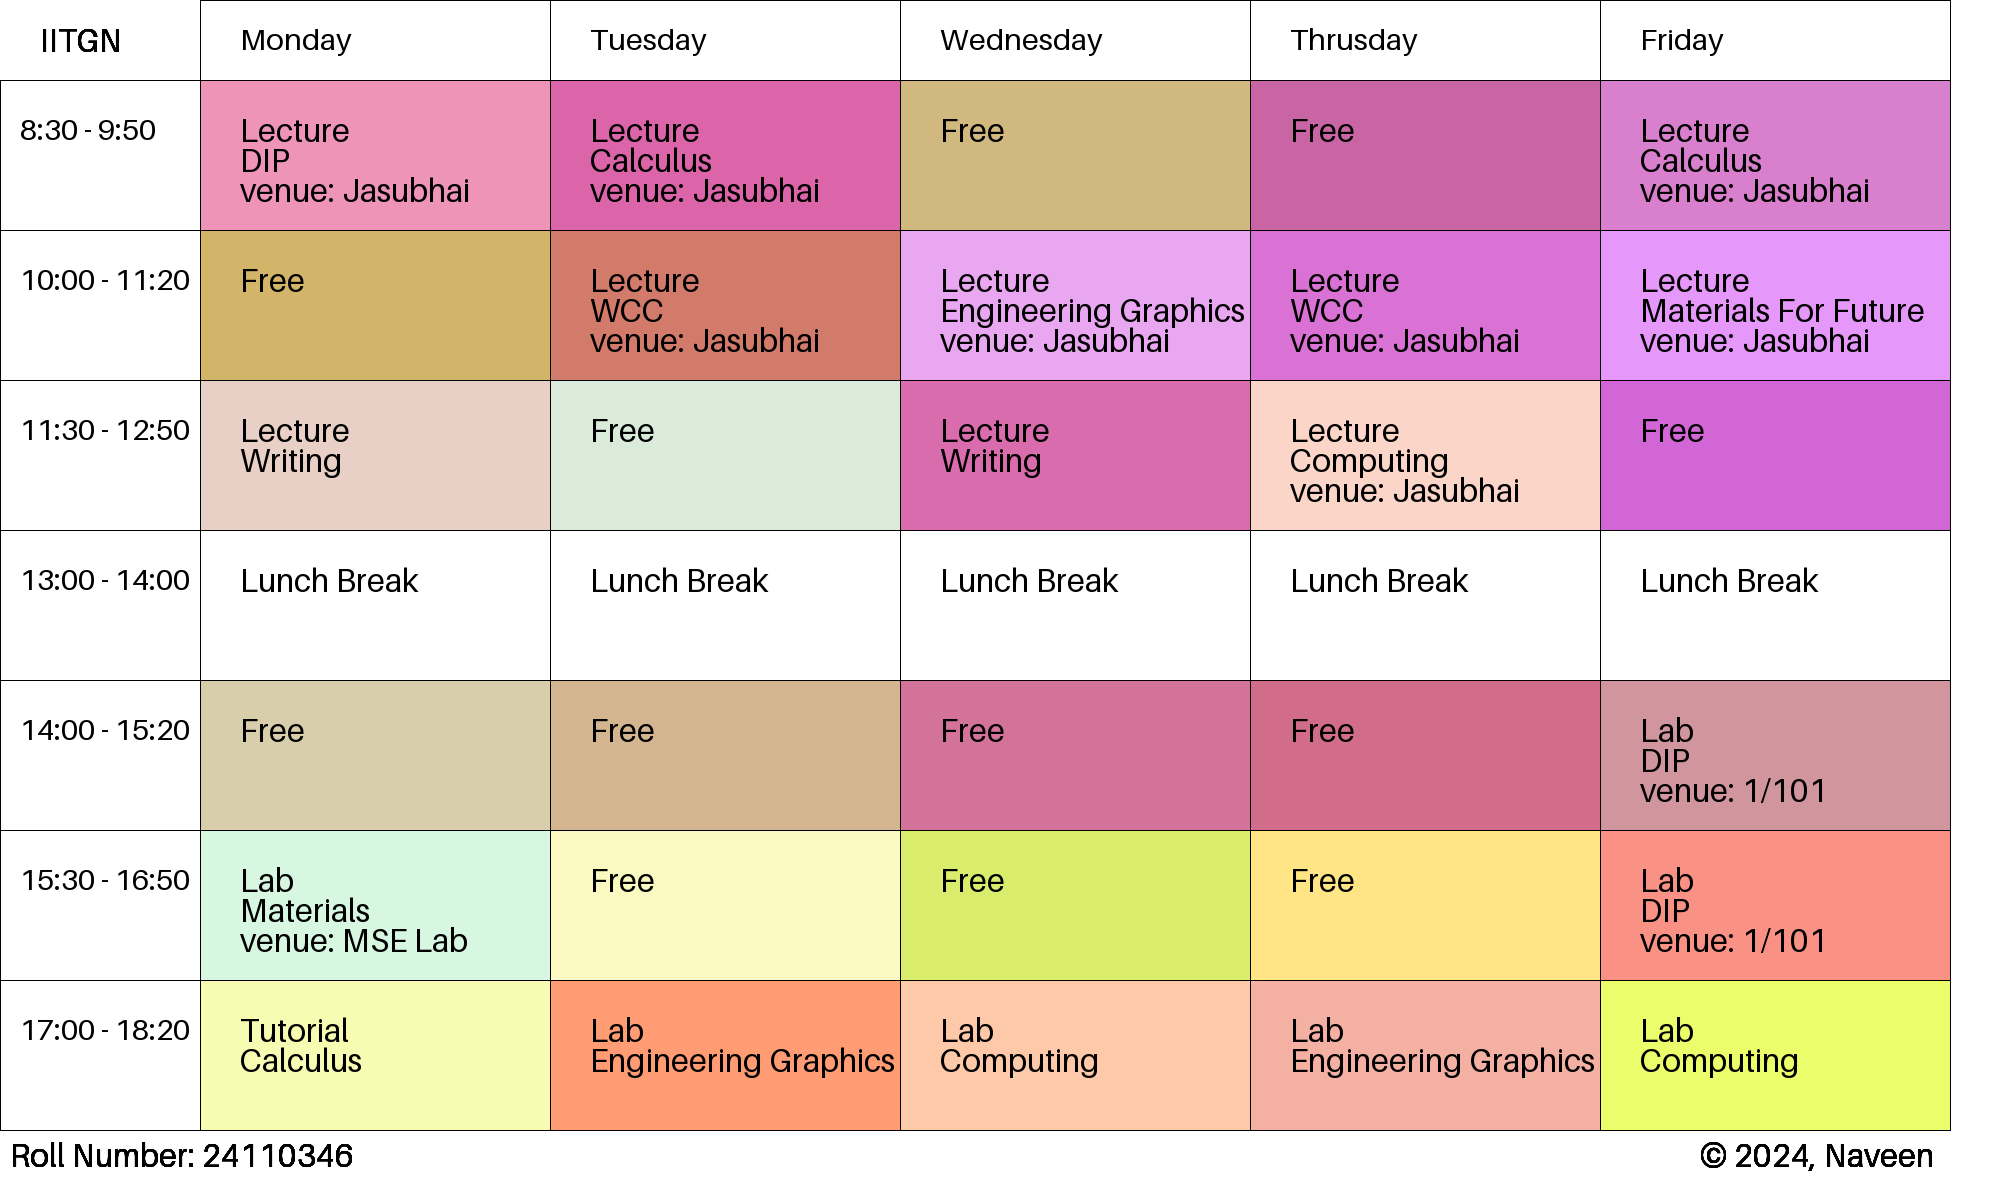 IITGN Monday Tuesday Wednesday Thrusday Friday
8:30 - 9:50
Lecture
DIP
venue: Jasubhai
Lecture
Calculus
venue: Jasubhai
Free
Free
Lecture
Calculus
venue: Jasubhai
10:00 - 11:20
Free
Lecture
WCC
venue: Jasubhai
Lecture
Engineering Graphics
venue: Jasubhai
Lecture
WCC
venue: Jasubhai
Lecture
Materials For Future
venue: Jasubhai
11:30 - 12:50
Lecture
Writing
Free
Lecture
Writing
Lecture
Computing
venue: Jasubhai
Free
13:00 - 14:00
Lunch Break
Lunch Break
Lunch Break
Lunch Break
Lunch Break
14:00 - 15:20
Free
Free
Free
Free
Lab
DIP
venue: 1/101
15:30 - 16:50
Lab
Materials
venue: MSE Lab
Free
Free
Free
Lab
DIP
venue: 1/101
17:00 - 18:20
Tutorial
Calculus
Lab
Engineering Graphics
Lab
Computing
Lab
Engineering Graphics
Lab
Computing
Roll Number: 24110346
© 2024, Naveen